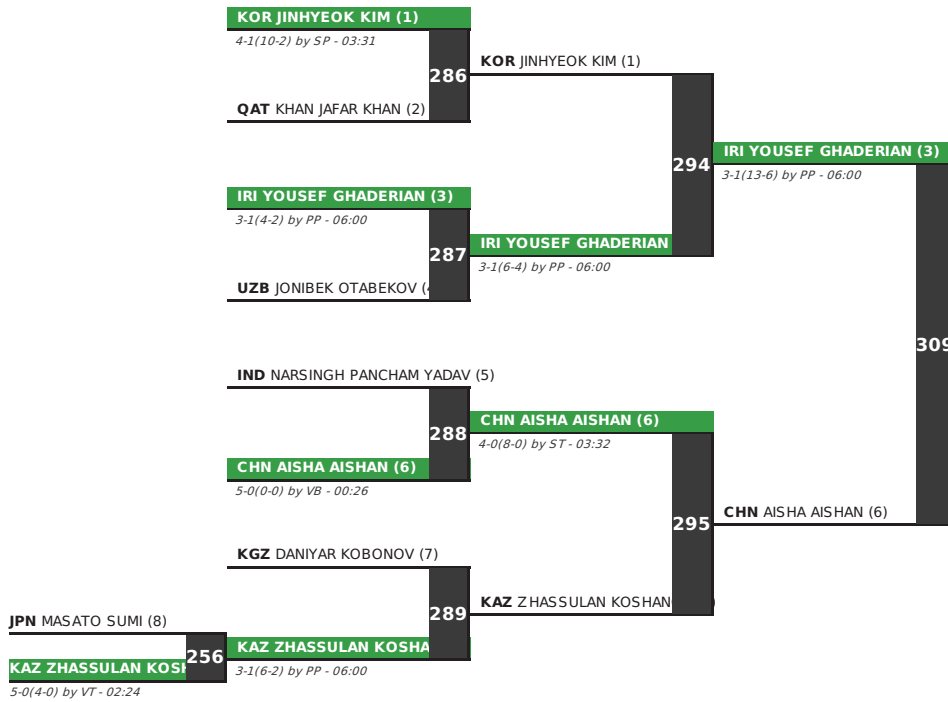 KOR JINHYEOK KIM (1)
4-1(10-2) by SP - 03:31
286
QAT KHAN JAFAR KHAN (2)
KOR JINHYEOK KIM (1)
294
IRI YOUSEF GHADERIAN (3)
3-1(13-6) by PP - 06:00
IRI YOUSEF GHADERIAN (3)
3-1(4-2) by PP - 06:00
287
UZB JONIBEK OTABEKOV (
IRI YOUSEF GHADERIAN
3-1(6-4) by PP - 06:00
309
IND NARSINGH PANCHAM YADAV (5)
288
CHN AISHA AISHAN (6)
5-0(0-0) by VB - 00:26
CHN AISHA AISHAN (6)
4-0(8-0) by ST - 03:32
295
CHN AISHA AISHAN (6)
KGZ DANIYAR KOBONOV (7)
289
KAZ ZHASSULAN KOSHAN
JPN MASATO SUMI (8)
256
KAZ ZHASSULAN KOSHA
3-1(6-2) by PP - 06:00
KAZ ZHASSULAN KOSH
5-0(4-0) by VT - 02:24